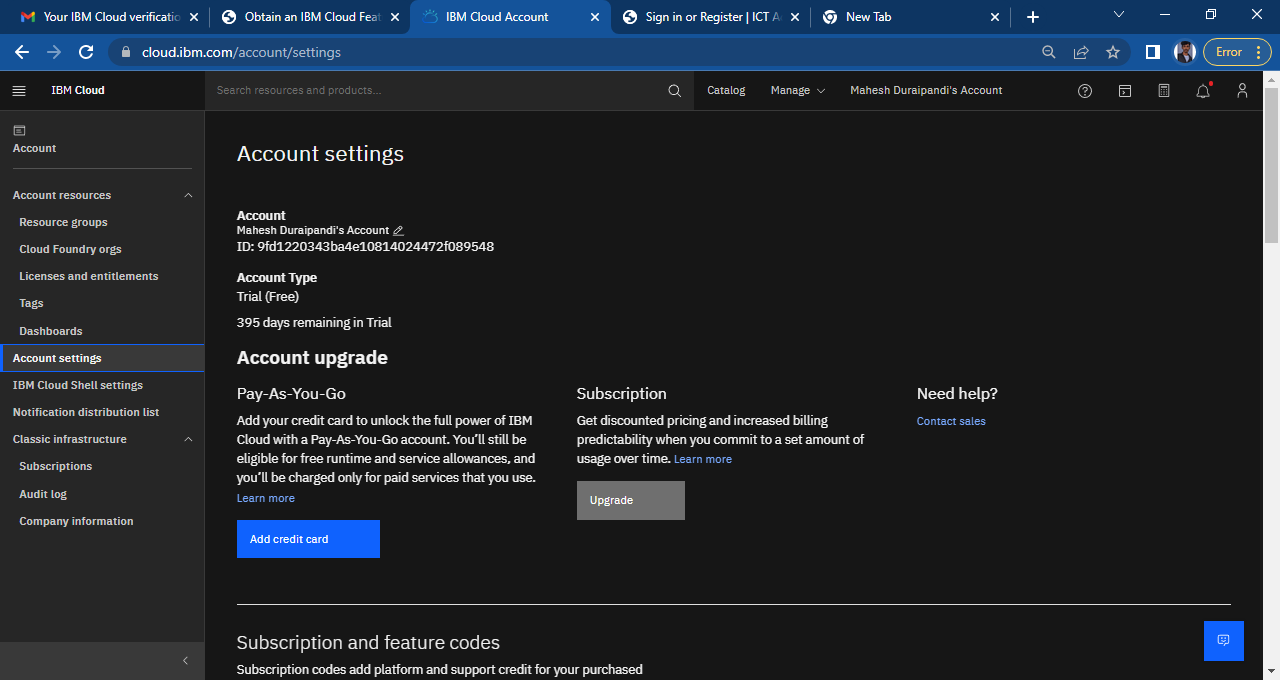 Your IBM Cloud verificatio
Obtain an IBM Cloud Feat
IBM Cloud Account
Sign in or Register | ICT A
New Tab
cloud.ibm.com/account/settings
Error
IBM Cloud
Search resources and products...
Catalog
Manage
Mahesh Duraipandi's Account
Account
Account resources
Resource groups
Cloud Foundry orgs
Licenses and entitlements
Tags
Dashboards
Account settings
IBM Cloud Shell settings
Notification distribution list
Classic infrastructure
Subscriptions
Audit log
Company information
Account settings
Account
Mahesh Duraipandi's Account
ID: 9fd1220343ba4e10814024472f089548
Account Type
Trial (Free)
395 days remaining in Trial
Account upgrade
Pay-As-You-Go
Add your credit card to unlock the full power of IBM
Cloud with a Pay-As-You-Go account. You’ll still be
eligible for free runtime and service allowances, and
you’ll be charged only for paid services that you use.
Learn more
Add credit card
Subscription
Get discounted pricing and increased billing
predictability when you commit to a set amount of
usage over time. Learn more
Upgrade
Need help?
Contact sales
Subscription and feature codes
Subscription codes add platform and support credit for your purchased